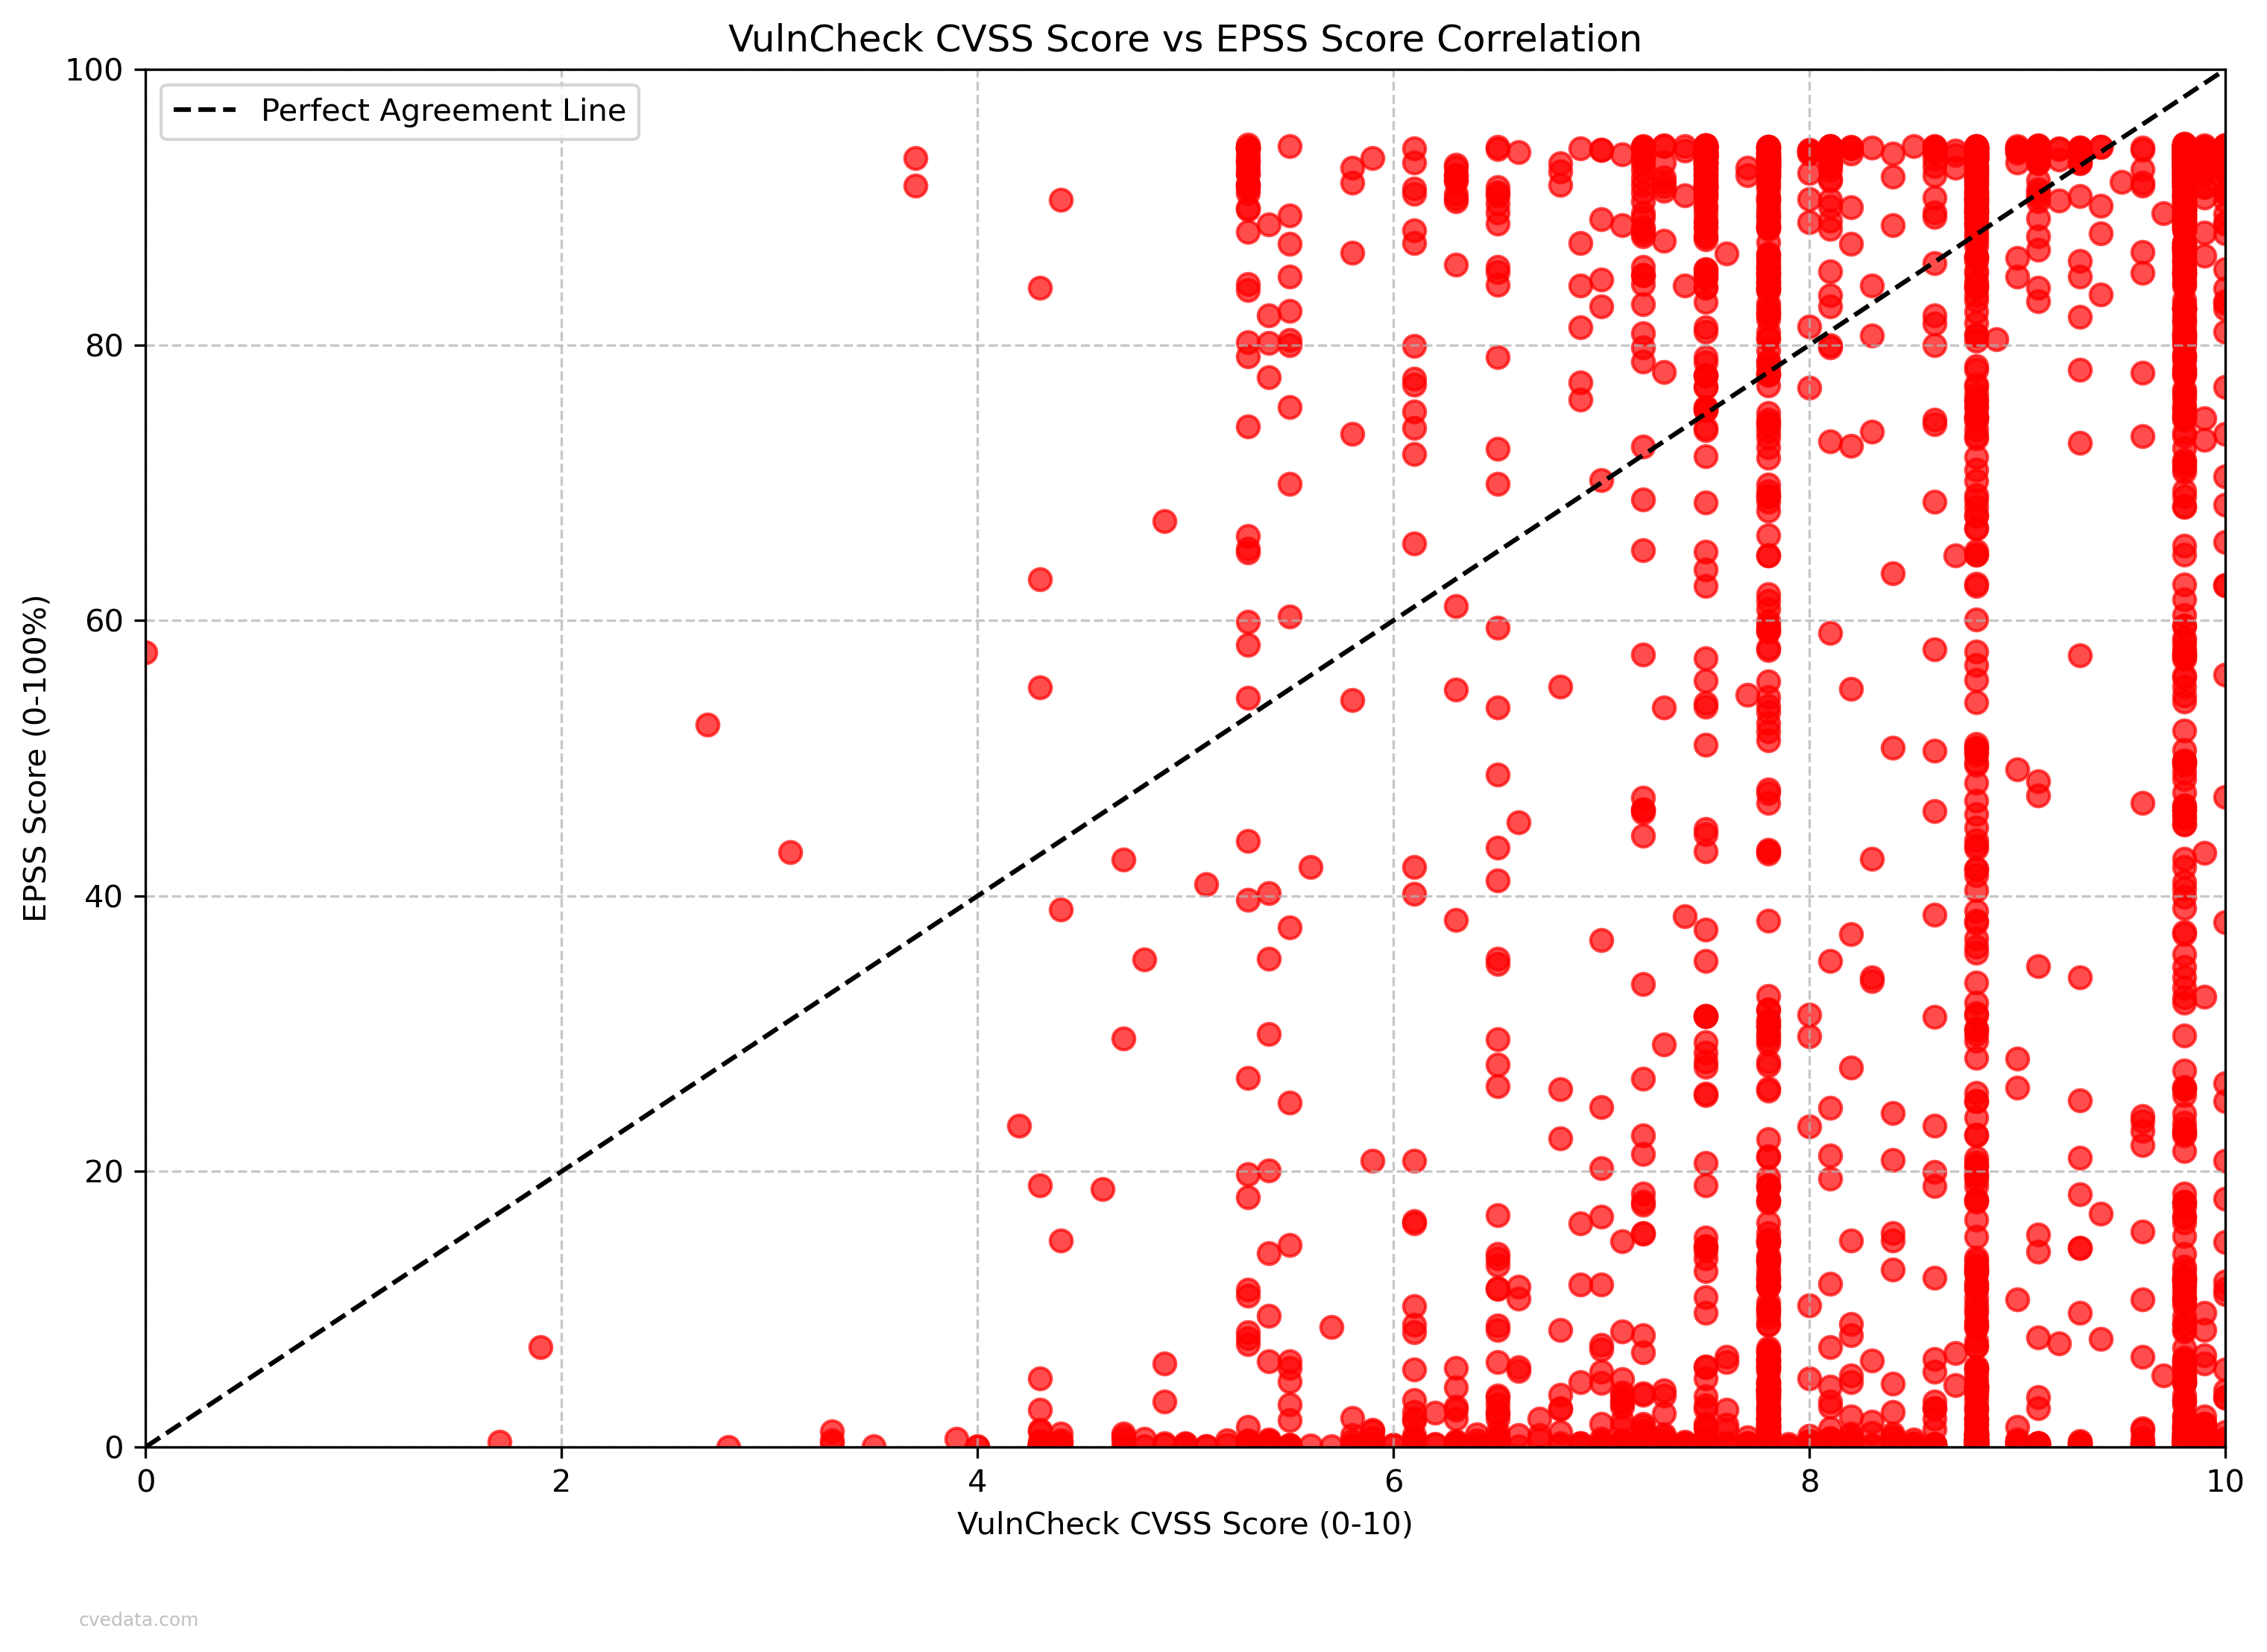 VulnCheck CVSS Score vs EPSS Score Correlation
Perfect Agreement Line
EPSS Score (0-100%)
100
80
60
40
20
0
0 2 4 6 8 10
VulnCheck CVSS Score (0-10)
cvedata.com